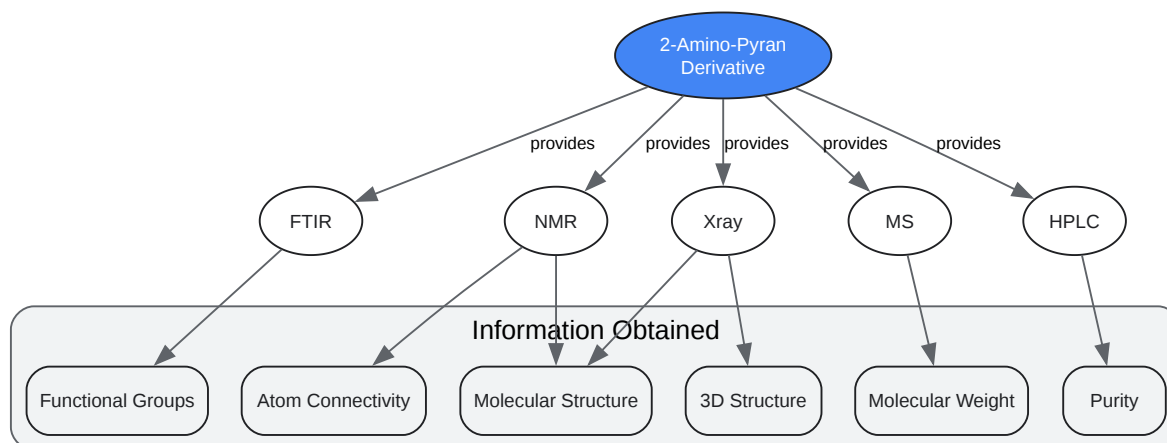 2-Amino-Pyran
Derivative
provides provides provides provides provides
FTIR NMR Xray MS HPLC
Information Obtained
Functional Groups Atom Connectivity Molecular Structure 3D Structure Molecular Weight Purity